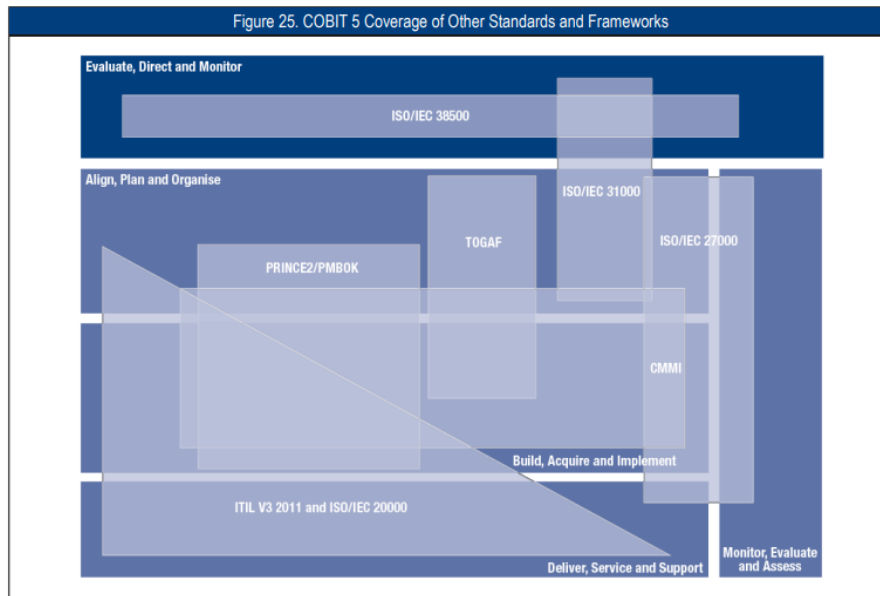 Figure 25. COBIT 5 Coverage of Other Standards and Frameworks
Evaluate, Direct and Monitor
ISO/IEC 38500
Align, Plan and Organise
ISO/IEC 31000
TOGAF
ISO/IEC 27000
PRINCE2/PMBOK
CMMI
Build, Acquire and Implement
ITIL V3 2011 and ISO/IEC 20000
Deliver, Service and Support
Monitor, Evaluate
and Assess